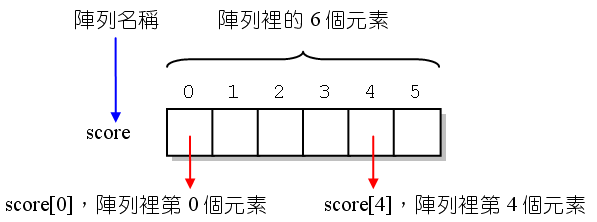 陣列名稱 陣列裡的 6 個元素
0 1 2 3 4 5
score
score[0],陣列裡第 0 個元素 score[4],陣列裡第 4 個元素